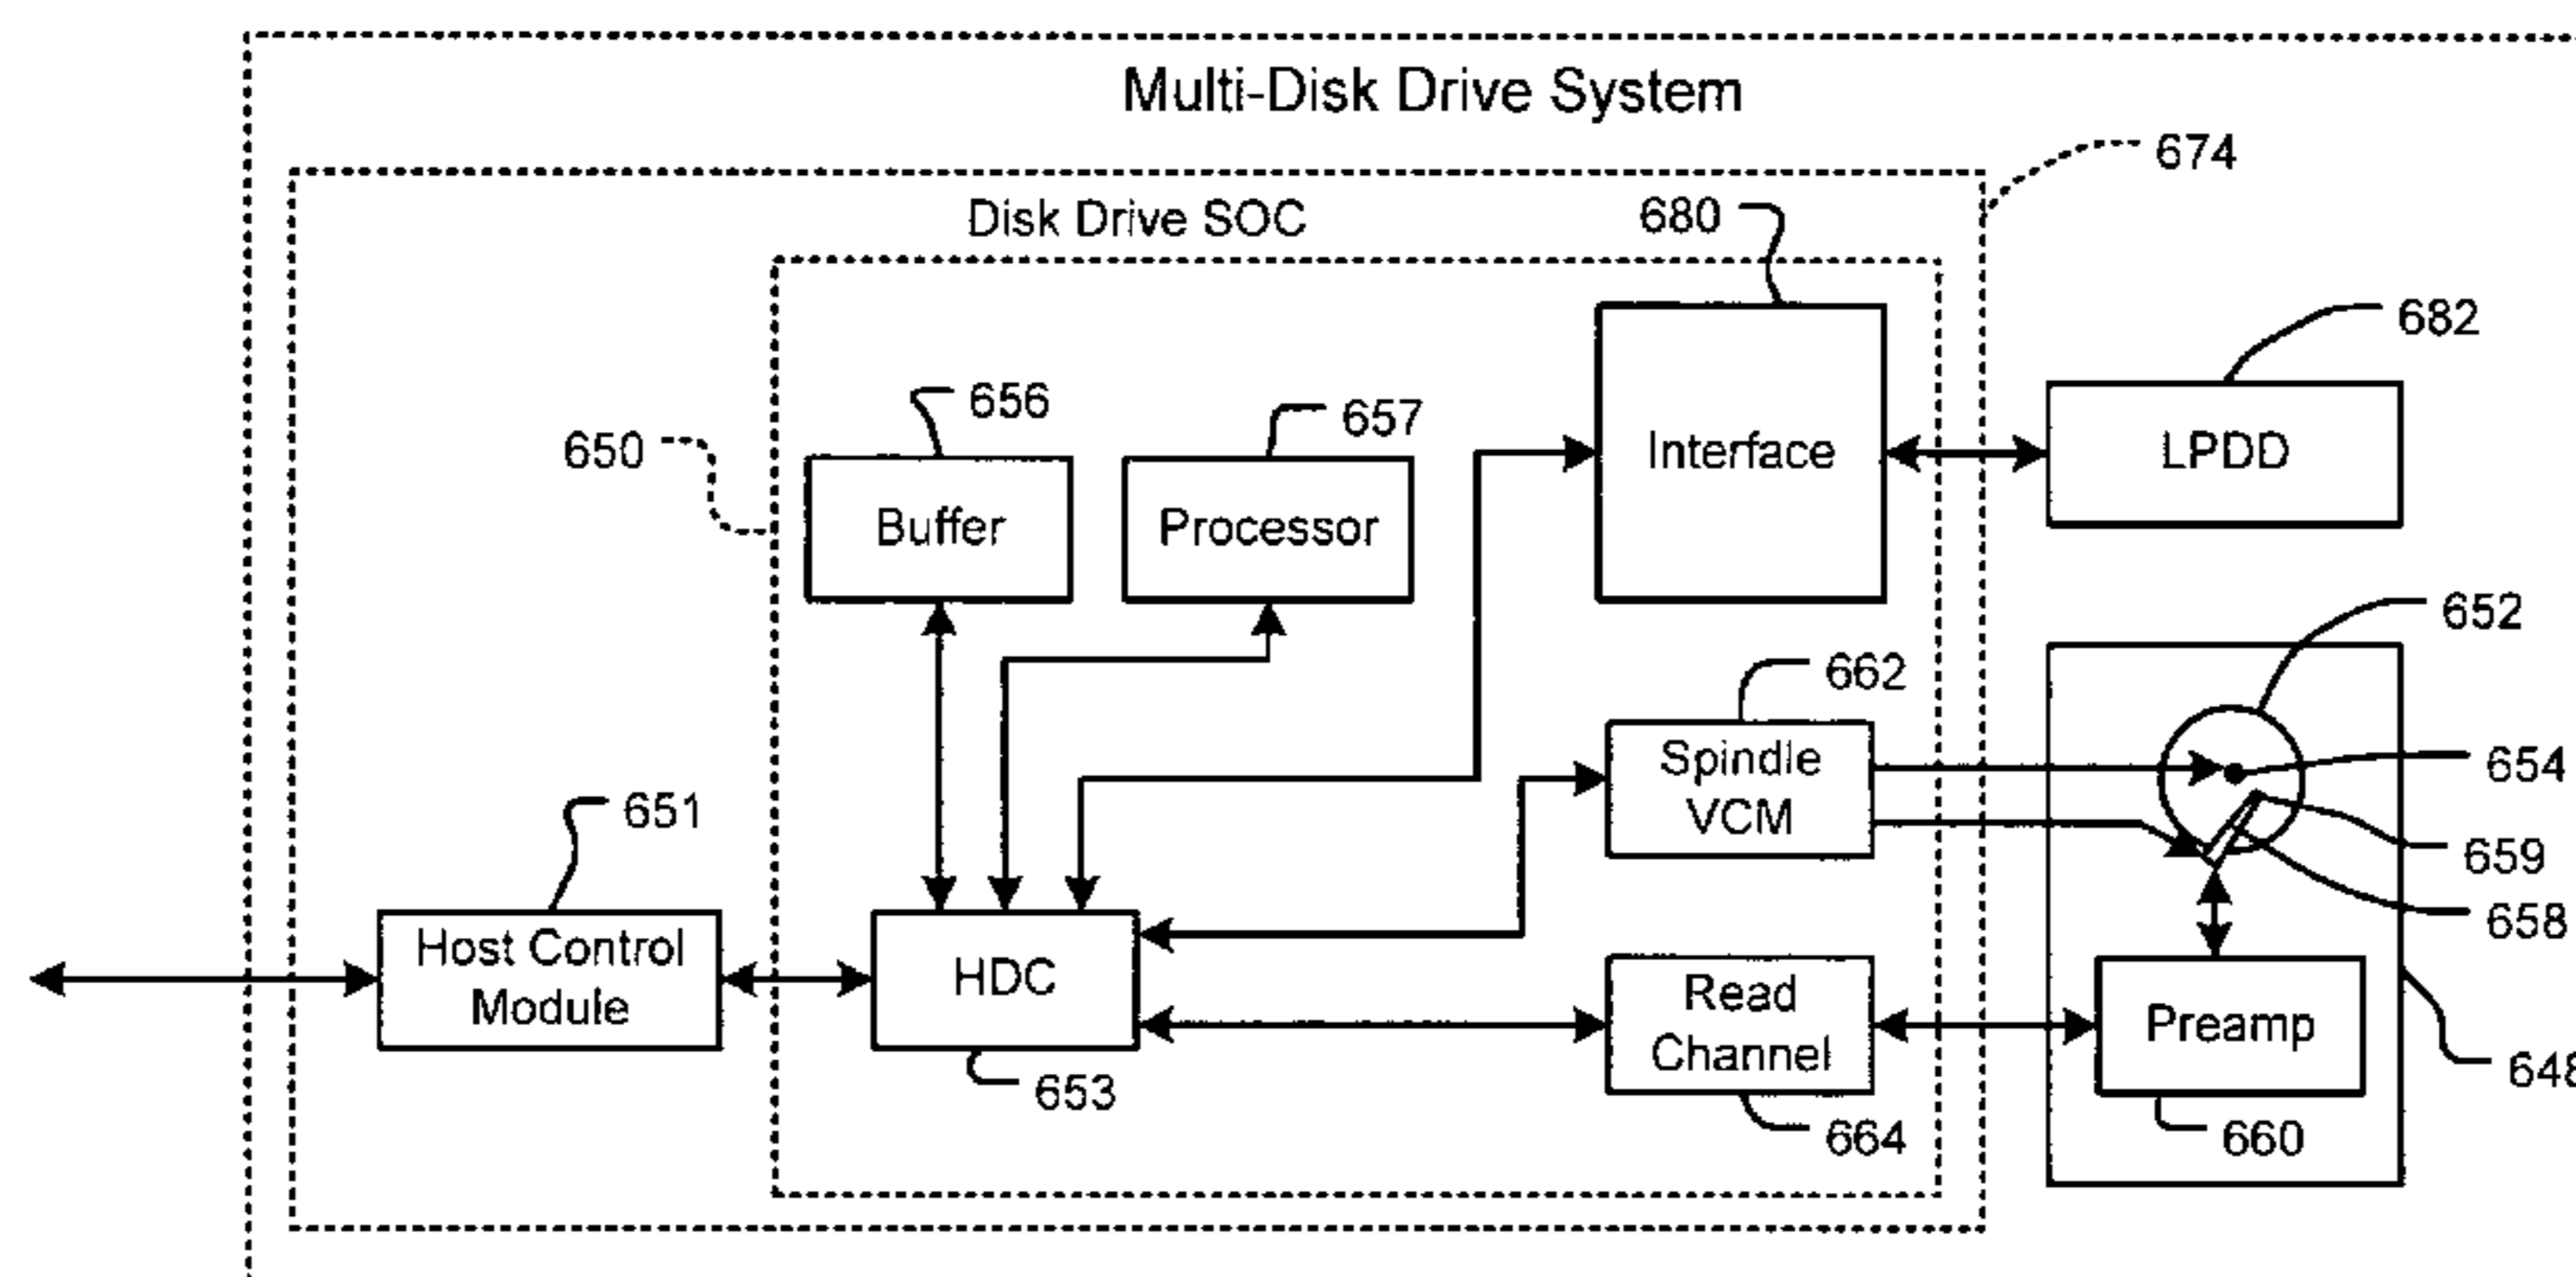 Multi-Disk Drive System
674
Disk Drive SOC
680
682
656
657
650
Interface
LPDD
Buffer
Processor
652
662
Spindle
VCM
654
651
659
658
Host Control
Module
HDC
Read
Channel
Preamp
648
653
664
660